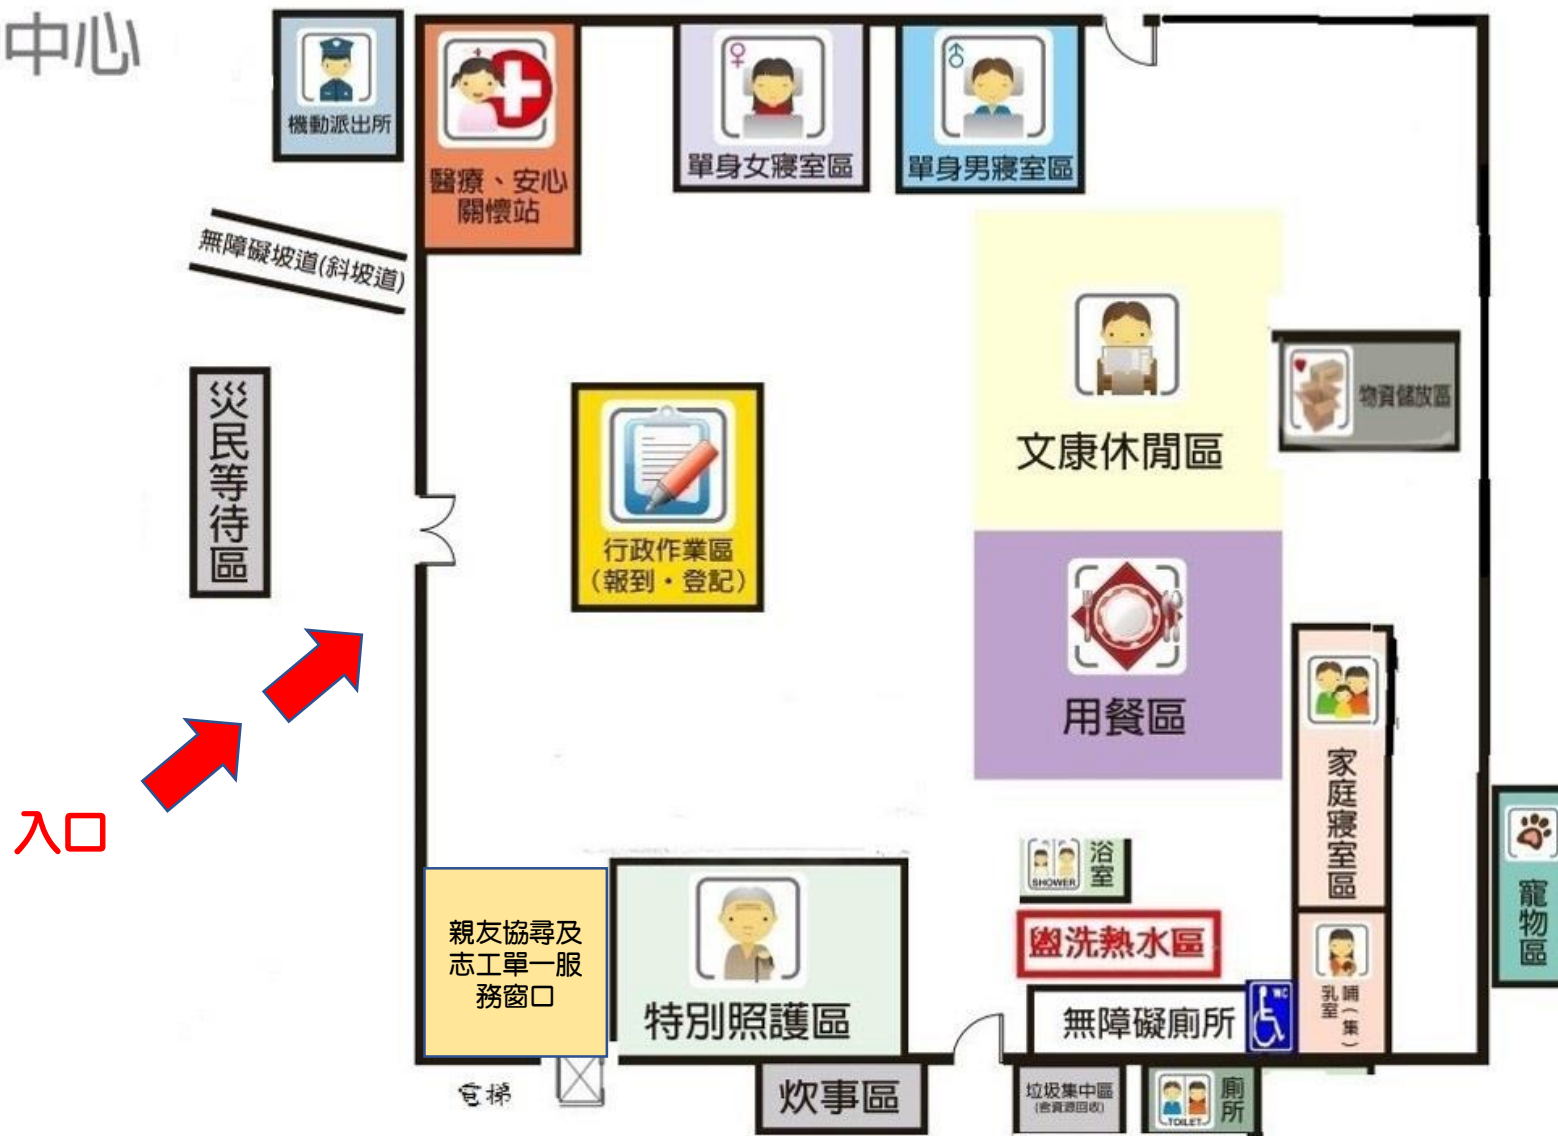 中心
機動派出所
醫療、安心
關懷站
單身女寢室區
單身男寢室區
無障礙坡道(斜坡道)
文康休閒區
物資儲放區
災民等待區
行政作業區
（報到・登記）
用餐區
家庭寢室區
入口
浴室
SHOWER
寵物區
親友協尋及
志工單一服
務窗口
盥洗熱水區
特別照護區
無障礙廁所
WC
哺（集）
乳室
電梯
炊事區
垃圾集中區
(含資源回收)
廁所
TOILET